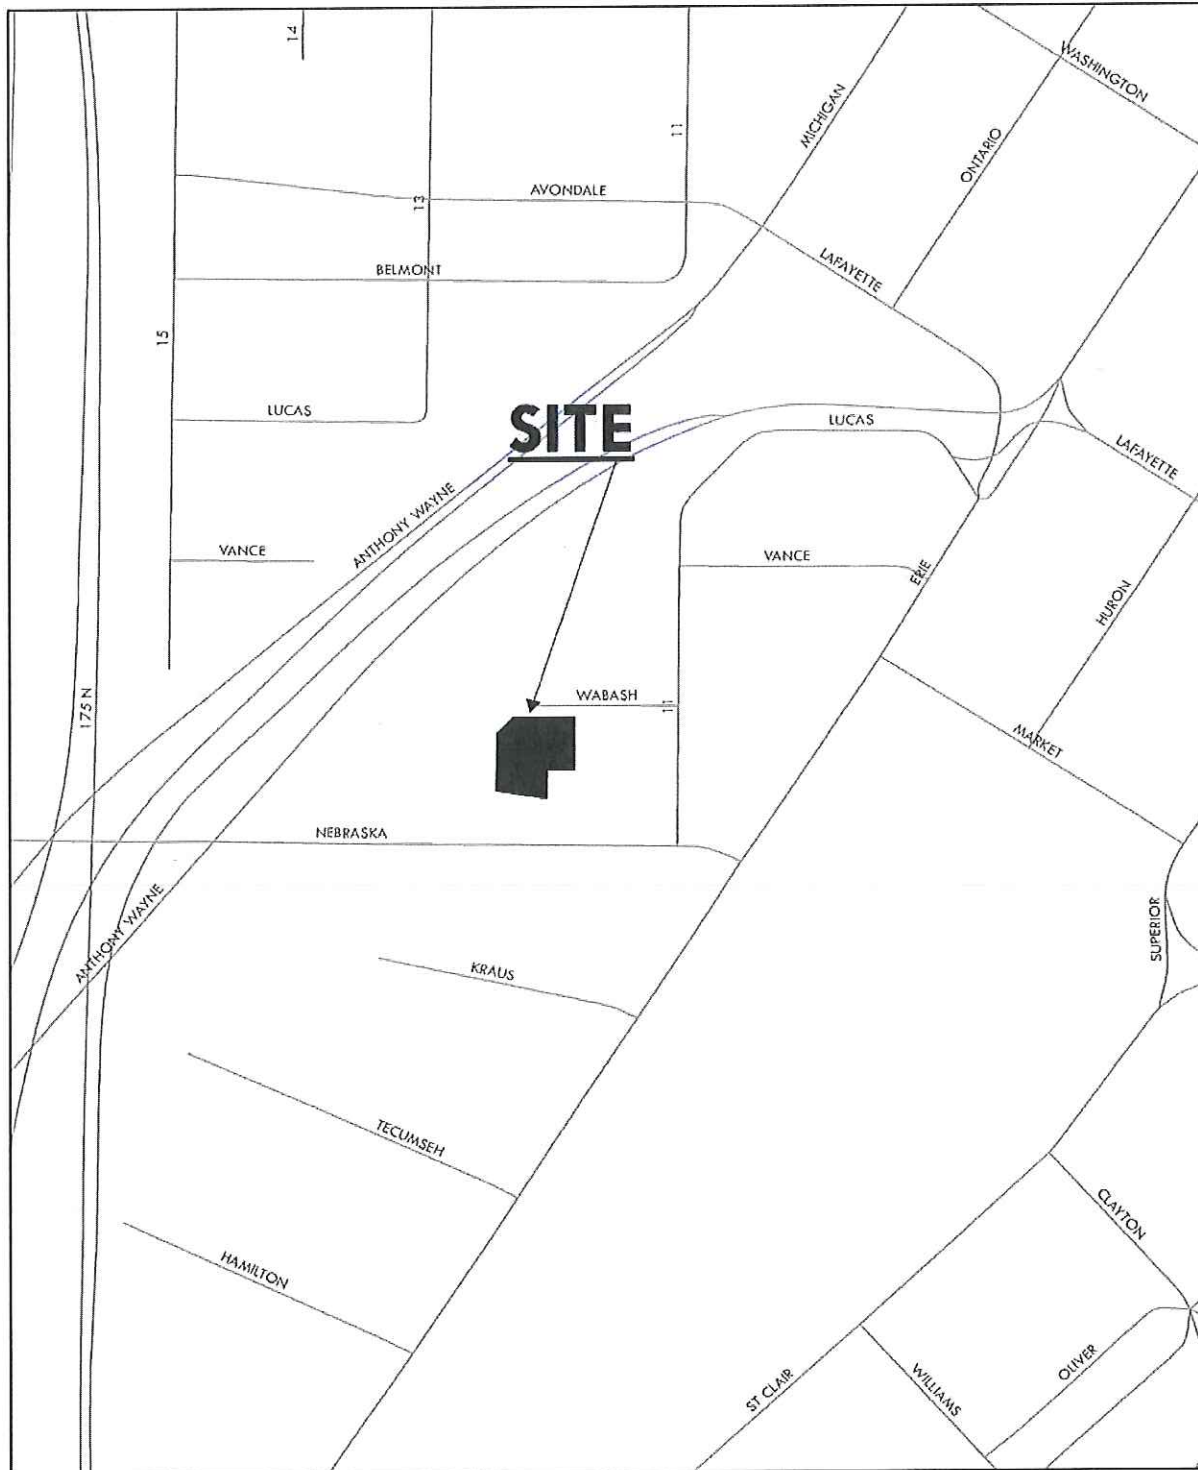 14
WASHINGTON
MICHIGAN
11
ONTARIO
AVONDALE
13
LAFAYETTE
BELMONT
15
LUCAS
SITE
LUCAS
LAFAYETTE
ANTHONY WAYNE
VANCE
VANCE
ERIE
HURON
WABASH
11
175 N
MARKET
NEBRASKA
SUPERIOR
ANTHONY WAYNE
KRAUS
TECUMSEH
CLAYTON
HAMILTON
OLIVER
ST CLAIR
WILLIAMS